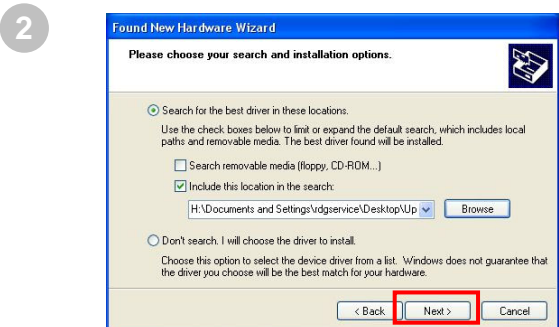 2
Found New Hardware Wizard
Please choose your search and installation options.
Search for the best driver in these locations.
Use the check boxes below to limit or expand the default search, which includes local
paths and removable media. The best driver found will be installed.
Search removable media (floppy, CD-ROM...)
Include this location in the search:
H:\Documents and Settings\rdgservice\Desktop\Up Browse
Don't search. I will choose the driver to install.
Choose this option to select the device driver from a list. Windows does not guarantee that
the driver you choose will be the best match for your hardware.
< Back Next > Cancel